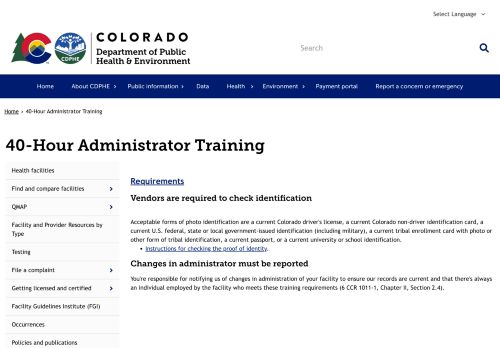 Select Language
COLORADO
Department of Public
Health & Environment
CDPHE
Search
Home
About CDPHE
Public information
Data
Health
Environment
Payment portal
Report a concern or emergency
Home › 40-Hour Administrator Training
40-Hour Administrator Training
Health facilities
Find and compare facilities
QMAP
Facility and Provider Resources by
Type
Testing
File a complaint
Getting licensed and certified
Facility Guidelines Institute (FGI)
Occurrences
Policies and publications
Requirements
Vendors are required to check identification
Acceptable forms of photo identification are a current Colorado driver's license, a current Colorado non-driver identification card, a
current U.S. federal, state or local government-issued identification (including military), a current tribal enrollment card with photo or
other form of tribal identification, a current passport, or a current university or school identification.
• Instructions for checking the proof of identity.
Changes in administrator must be reported
You're responsible for notifying us of changes in administration of your facility to ensure our records are current and that there's always
an individual employed by the facility who meets these training requirements (6 CCR 1011-1, Chapter II, Section 2.4).